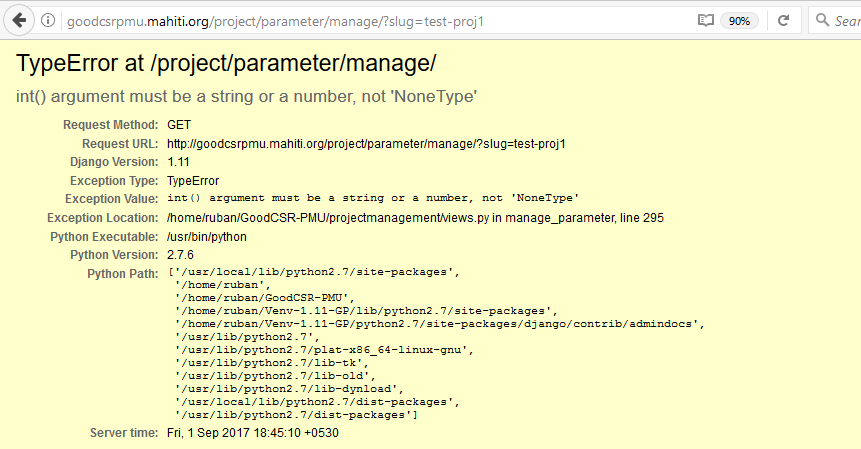 goodcsrpmu.mahiti.org/project/parameter/manage/?slug=test-proj1
90%
Sear
TypeError at /project/parameter/manage/
int() argument must be a string or a number, not 'NoneType'
Request Method: GET
Request URL: http://goodcsrpmu.mahiti.org/project/parameter/manage/?slug=test-proj1
Django Version: 1.11
Exception Type: TypeError
Exception Value: int() argument must be a string or a number, not 'NoneType'
Exception Location: /home/ruban/GoodCSR-PMU/projectmanagement/views.py in manage_parameter, line 295
Python Executable: /usr/bin/python
Python Version: 2.7.6
Python Path: ['/usr/local/lib/python2.7/site-packages',
'/home/ruban',
'/home/ruban/GoodCSR-PMU',
'/home/ruban/Venv-1.11-GP/lib/python2.7/site-packages',
'/home/ruban/Venv-1.11-GP/python2.7/site-packages/django/contrib/admindocs',
'/usr/lib/python2.7',
'/usr/lib/python2.7/plat-x86_64-linux-gnu',
'/usr/lib/python2.7/lib-tk',
'/usr/lib/python2.7/lib-old',
'/usr/lib/python2.7/lib-dynload',
'/usr/local/lib/python2.7/dist-packages',
'/usr/lib/python2.7/dist-packages']
Server time: Fri, 1 Sep 2017 18:45:10 +0530